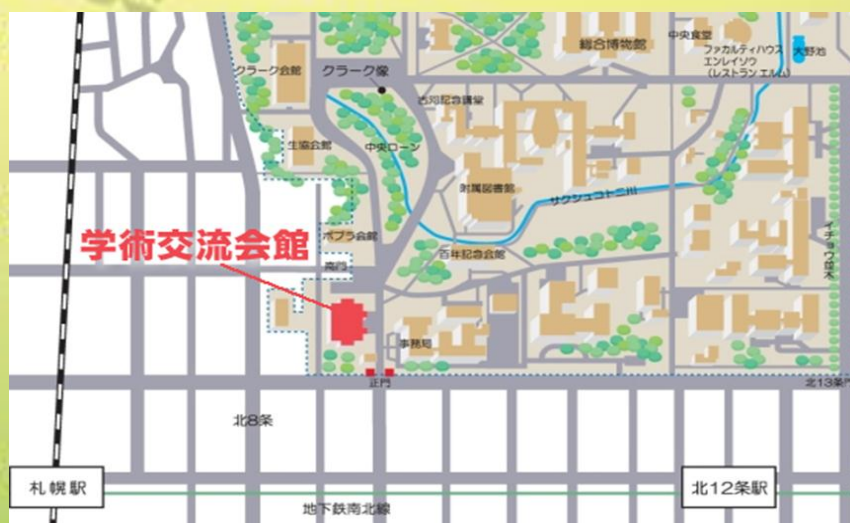 総合博物館
中央食堂
ファカルティハウス
エンレイソウ
(レストラン エルム)
大野池
クラーク会館
クラーク像
古河記念講堂
生協会館
中央ローン
附属図書館
サクシュコトニ川
イチョウ並木
ポプラ会館
学術交流会館
百年記念会館
南門
事務局
正門
北13条門
北8条
札幌駅
北12条駅
地下鉄南北線